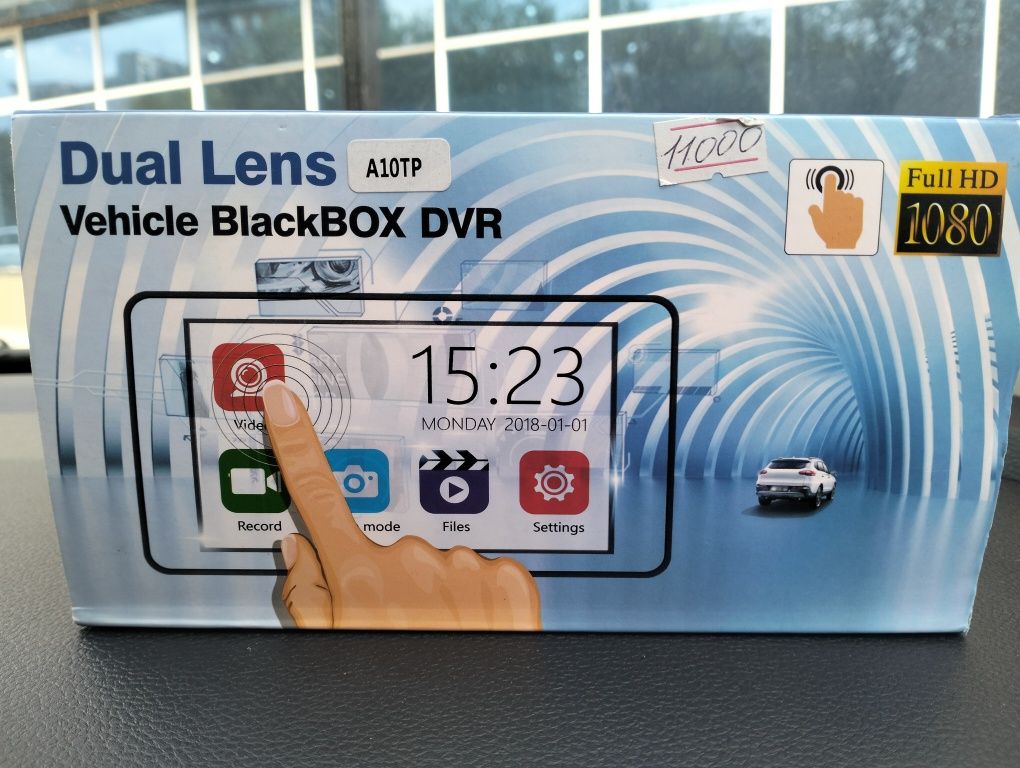 Dual Lens A10TP
Vehicle BlackBOX DVR
11000
Full HD
1080
15:23
MONDAY 2018-01-01
Record
mode
Files
Settings